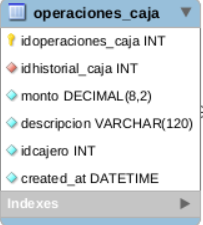 operaciones_caja
idoperaciones_caja INT
idhistorial_caja INT
monto DECIMAL(8,2)
descripcion VARCHAR(120)
idcajero INT
created_at DATETIME
Indexes